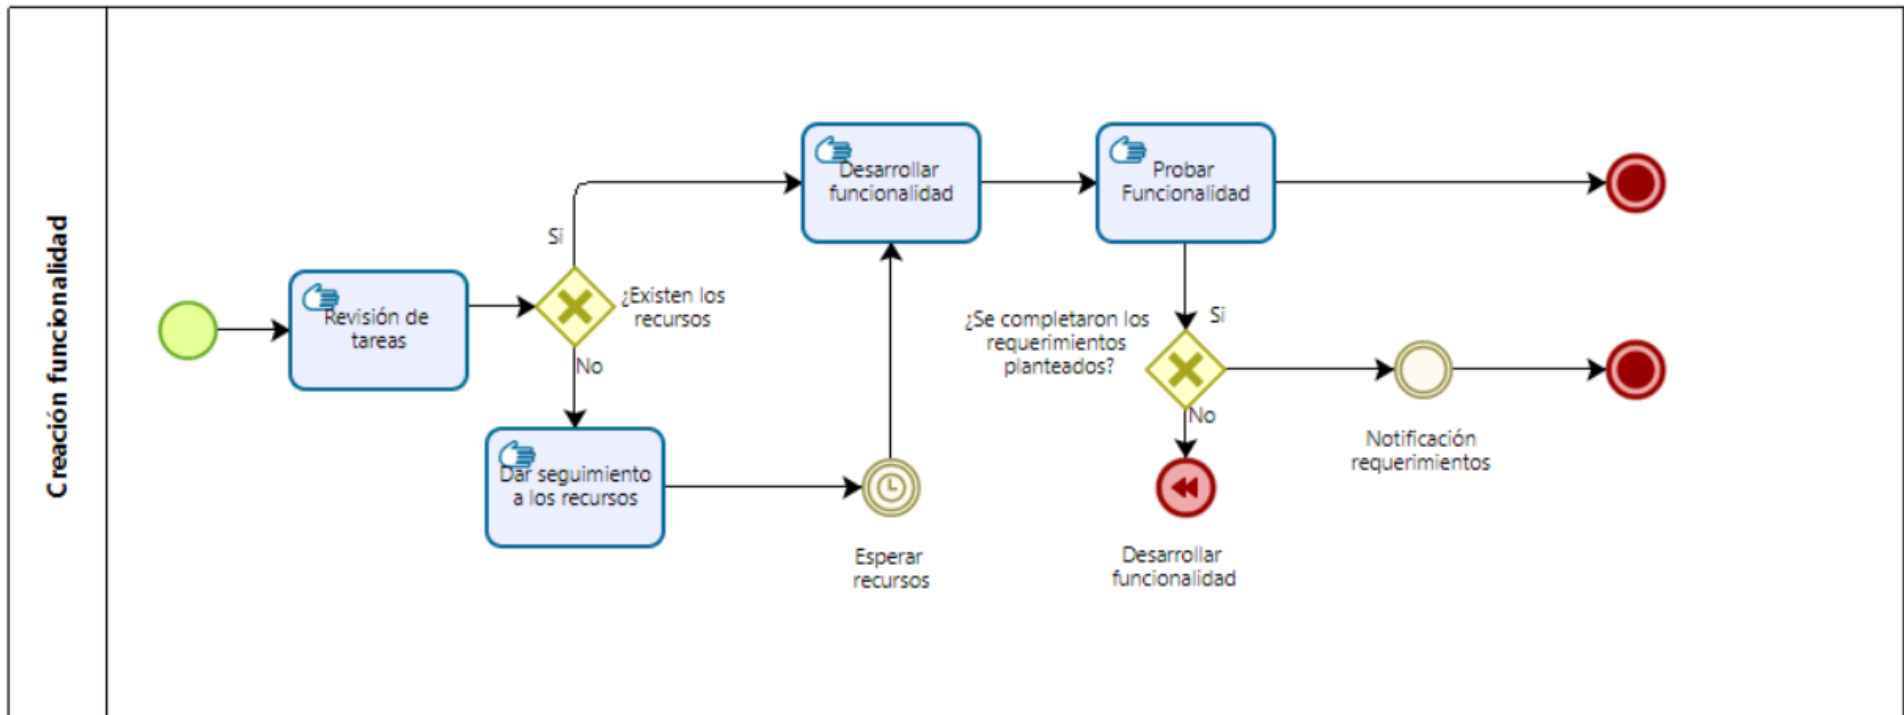 Creación funcionalidad
Revisión de
tareas
Si
¿Existen los
recursos
No
Dar seguimiento
a los recursos
Esperar
recursos
Desarrollar
funcionalidad
Probar
Funcionalidad
¿Se completaron los
requerimientos
planteados?
Si
No
Desarrollar
funcionalidad
Notificación
requerimientos